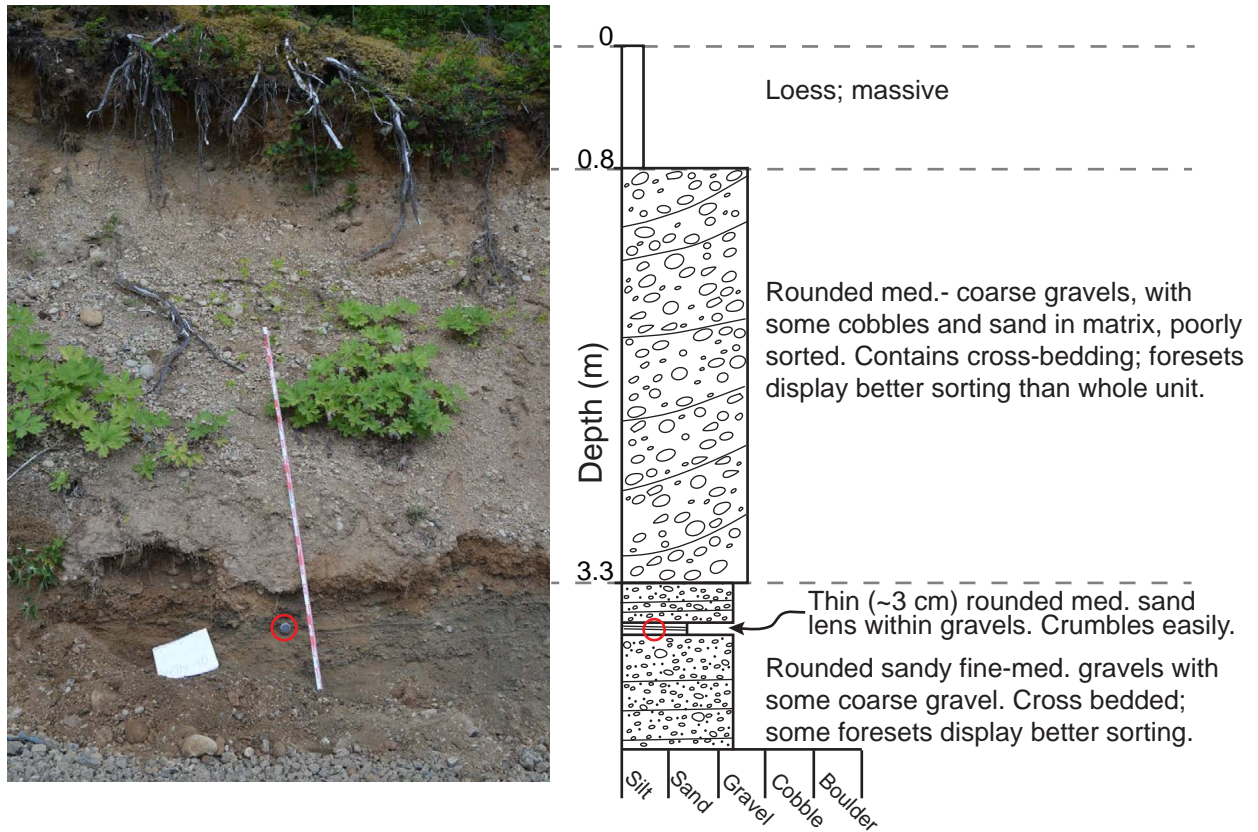 0
Loess; massive
0.8
Rounded med.- coarse gravels, with
some cobbles and sand in matrix, poorly
sorted. Contains cross-bedding; foresets
display better sorting than whole unit.
Depth (m)
3.3
Thin (~3 cm) rounded med. sand
lens within gravels. Crumbles easily.
Rounded sandy fine-med. gravels with
some coarse gravel. Cross bedded;
some foresets display better sorting.
Silt
Sand
Gravel
Cobble
Boulder